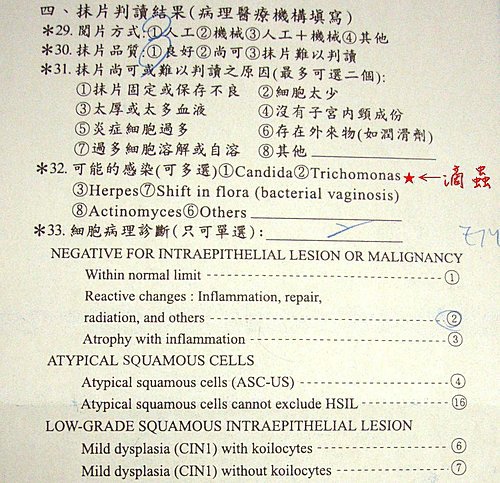 四、抹片判讀結果(病理醫療機構填寫)
*29. 閱片方式:①人工②機械③人工+機械④其他
*30. 抹片品質:①良好②尚可③抹片難以判讀
*31. 抹片尚可或難以判讀之原因(最多可選二個):
①抹片固定或保存不良 ②細胞太少
③太厚或太多血液 ④沒有子宮內頸成份
⑤炎症細胞過多 ⑥存在外來物(如潤滑劑)
⑦過多細胞溶解或自溶 ⑧其他
*32. 可能的感染(可多選)①Candida②Trichomonas ★←滴蟲
③Herpes⑦Shift in flora (bacterial vaginosis)
⑧Actinomyces⑥Others
*33. 細胞病理診斷(只可單選):
NEGATIVE FOR INTRAEPITHELIAL LESION OR MALIGNANCY
Within normal limit ①
Reactive changes : Inflammation, repair,
radiation, and others ②
Atrophy with inflammation ③
ATYPICAL SQUAMOUS CELLS
Atypical squamous cells (ASC-US) ④
Atypical squamous cells cannot exclude HSIL ⑯
LOW-GRADE SQUAMOUS INTRAEPITHELIAL LESION
Mild dysplasia (CIN1) with koilocytes ⑥
Mild dysplasia (CIN1) without koilocytes ⑦